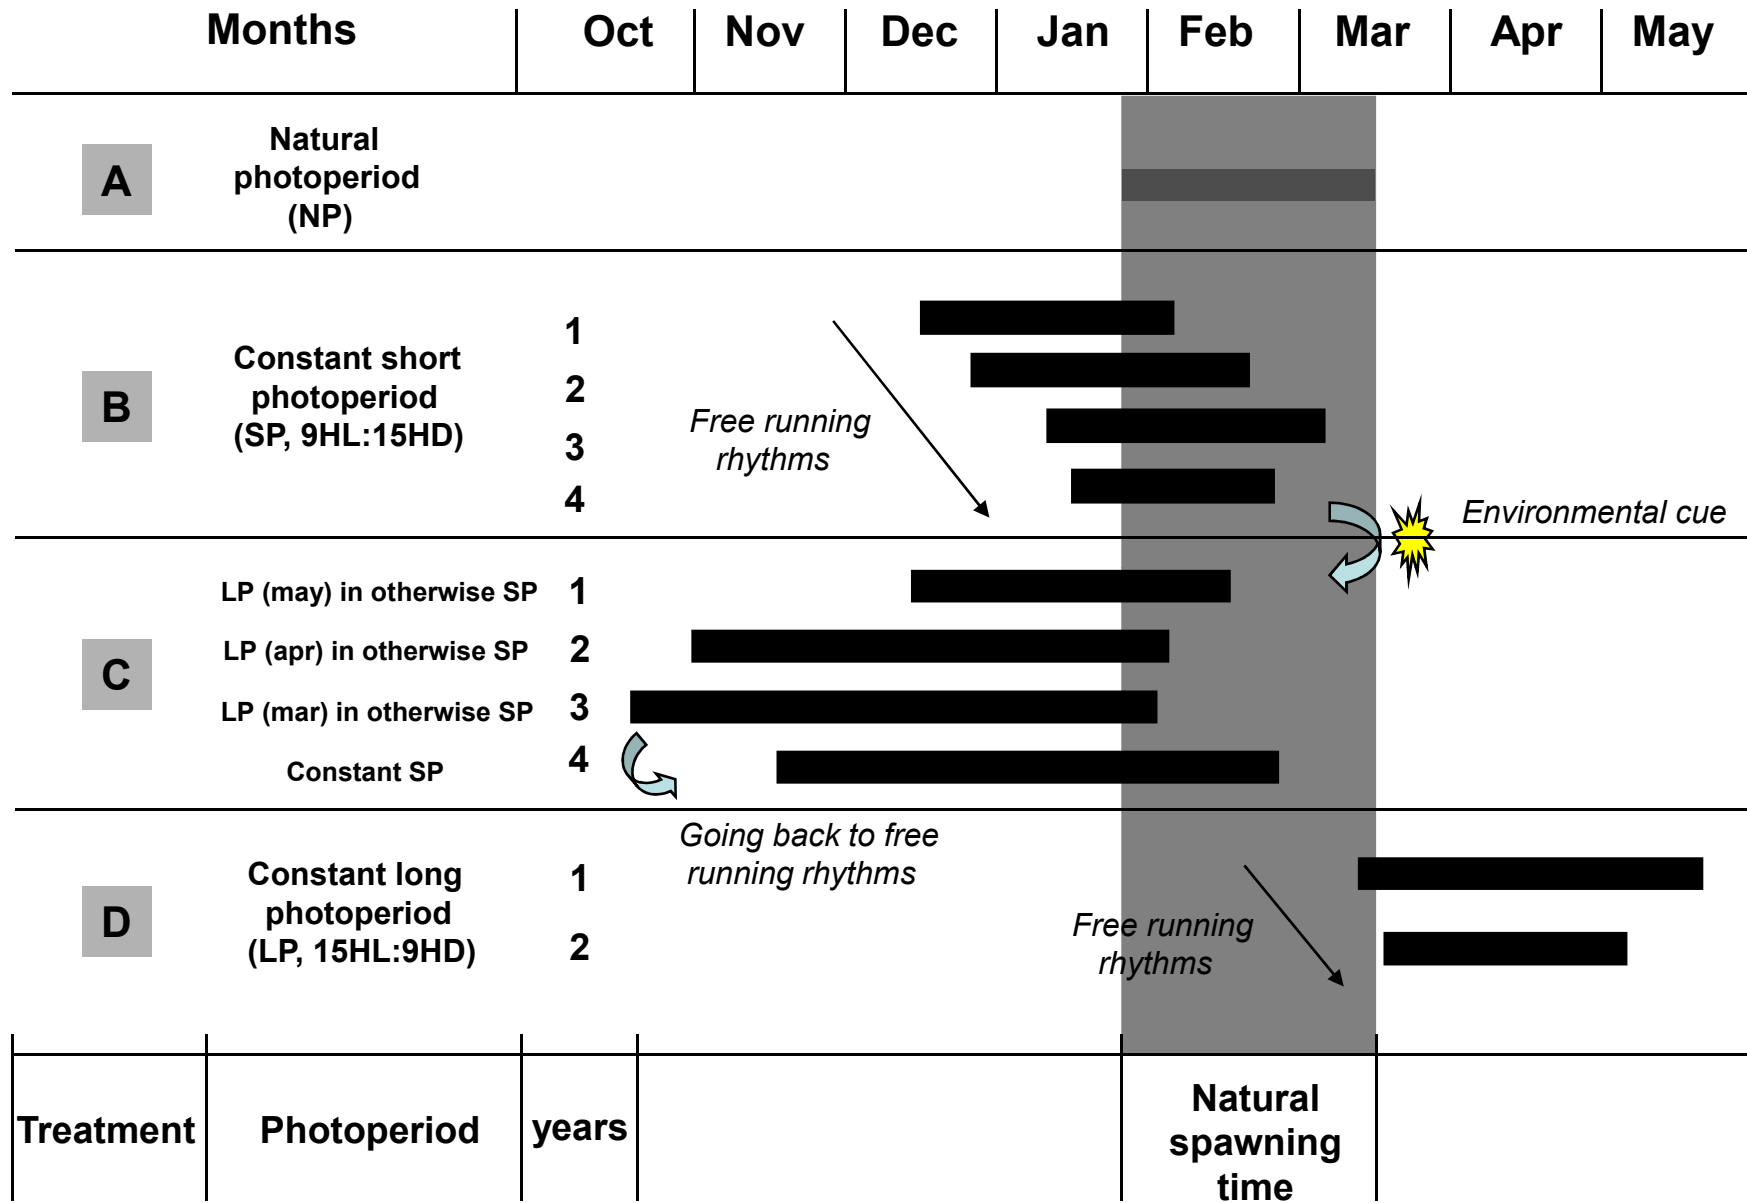 Months Oct Nov Dec Jan Feb Mar Apr May
A
Natural
photoperiod
(NP)
B
Constant short
photoperiod
(SP, 9HL:15HD)
1
2
3
4
Free running
rhythms
Environmental cue
C
LP (may) in otherwise SP 1
LP (apr) in otherwise SP 2
LP (mar) in otherwise SP 3
Constant SP 4
Going back to free
running rhythms
D
Constant long
photoperiod
(LP, 15HL:9HD)
1
2
Free running
rhythms
Treatment Photoperiod years
Natural
spawning
time